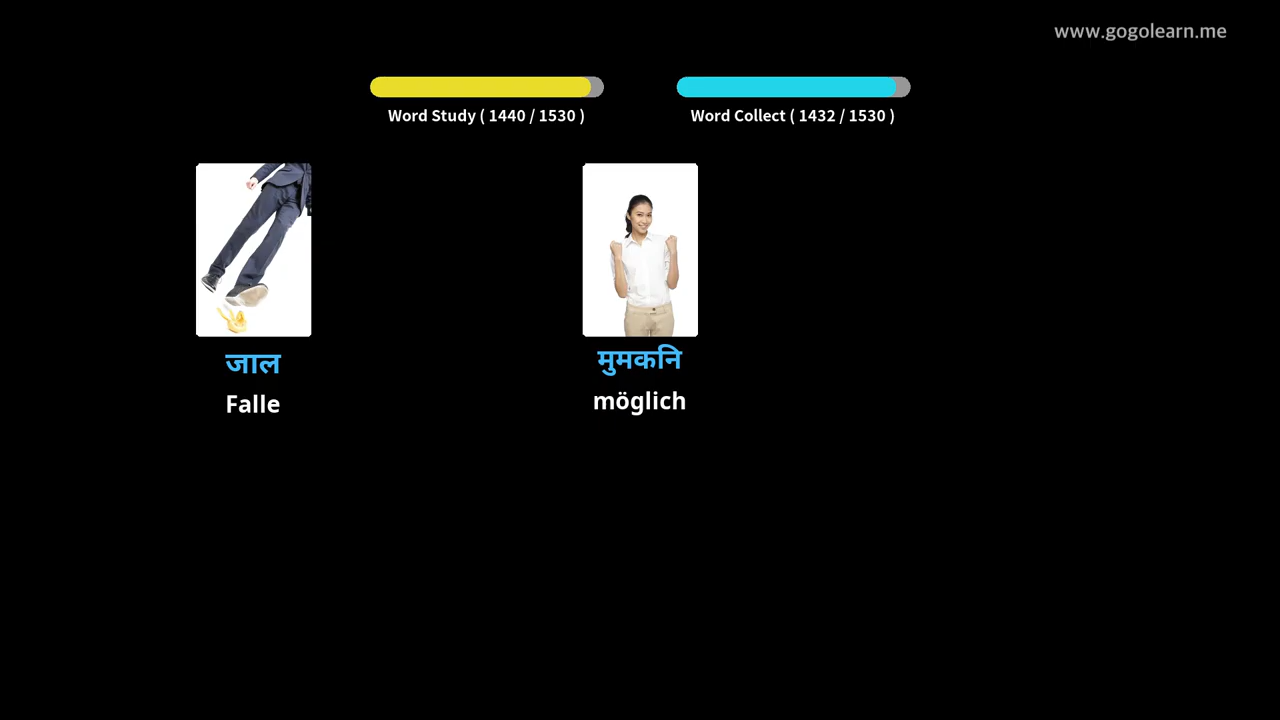 www.gogolearn.me
Word Study ( 1440 / 1530 )
Word Collect ( 1432 / 1530 )
जाल
मुमकनि
Falle
möglich